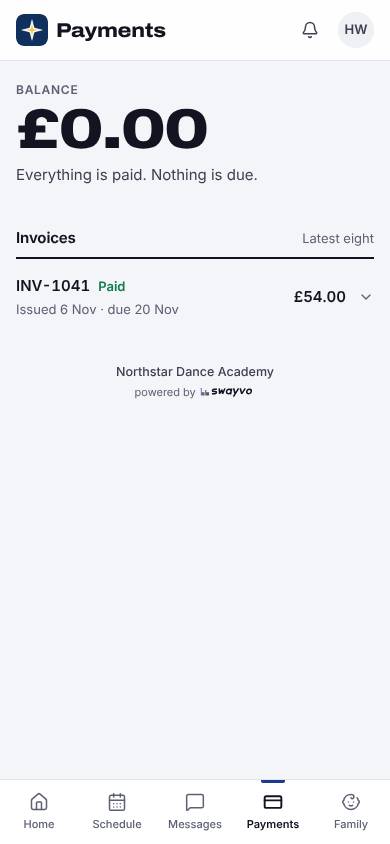 Payments
HW
BALANCE
£0.00
Everything is paid. Nothing is due.
Invoices
Latest eight
INV-1041 Paid
£54.00
Issued 6 Nov · due 20 Nov
Northstar Dance Academy
powered by swayvo
Home
Schedule
Messages
Payments
Family